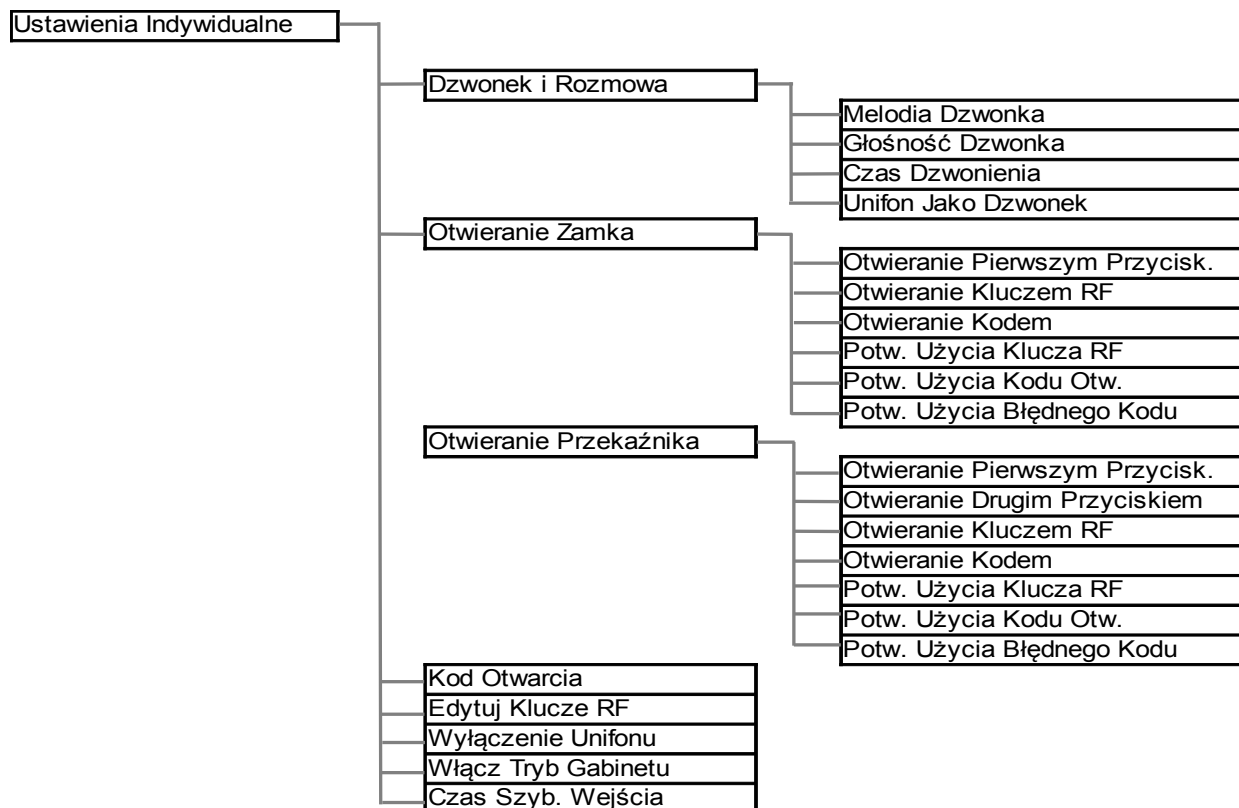 Ustawienia Indywidualne
Dzwonek i Rozmowa
Melodia Dzwonka
Głośność Dzwonka
Czas Dzwonienia
Unifon Jako Dzwonek
Otwieranie Zamka
Otwieranie Pierwszym Przycisk.
Otwieranie Kluczem RF
Otwieranie Kodem
Potw. Użycia Klucza RF
Potw. Użycia Kodu Otw.
Potw. Użycia Błędnego Kodu
Otwieranie Przekaźnika
Otwieranie Pierwszym Przycisk.
Otwieranie Drugim Przyciskiem
Otwieranie Kluczem RF
Otwieranie Kodem
Potw. Użycia Klucza RF
Potw. Użycia Kodu Otw.
Potw. Użycia Błędnego Kodu
Kod Otwarcia
Edytuj Klucze RF
Wyłączenie Unifonu
Włącz Tryb Gabinetu
Czas Szyb. Wejścia